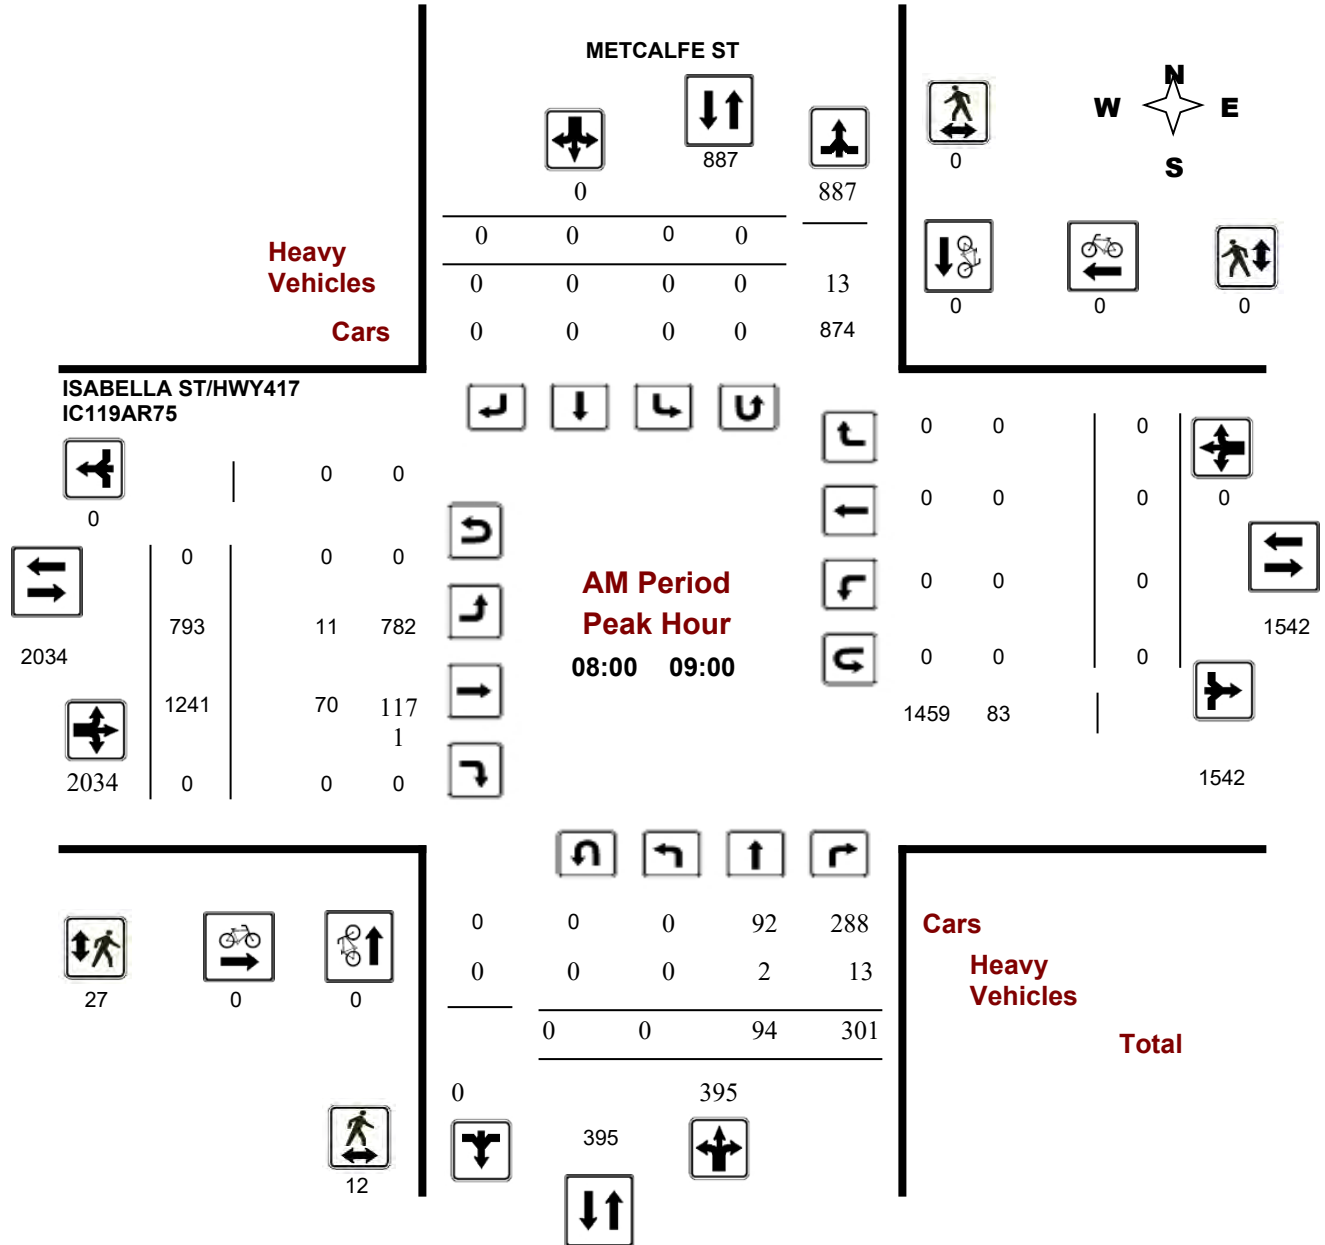 METCALFE ST
N
W E
S
887
0
0 887
0 0 0 0
Heavy
Vehicles
0 0 0 0 13
Cars
0 0 0 0 874
0 0 0
ISABELLA ST/HWY417
IC119AR75
0 0 0
0 0
0
0 0 0 0
0 0 0
AM Period
0 0 0
793 11 782
Peak Hour
1542
2034
08:00 09:00
0 0 0
1241 70 117
1
1459 83
2034 0 0 0
1542
0 0 0 92 288
Cars
0 0 0 2 13
Heavy
Vehicles
27 0 0
0 0 94 301
Total
0 395
395
12